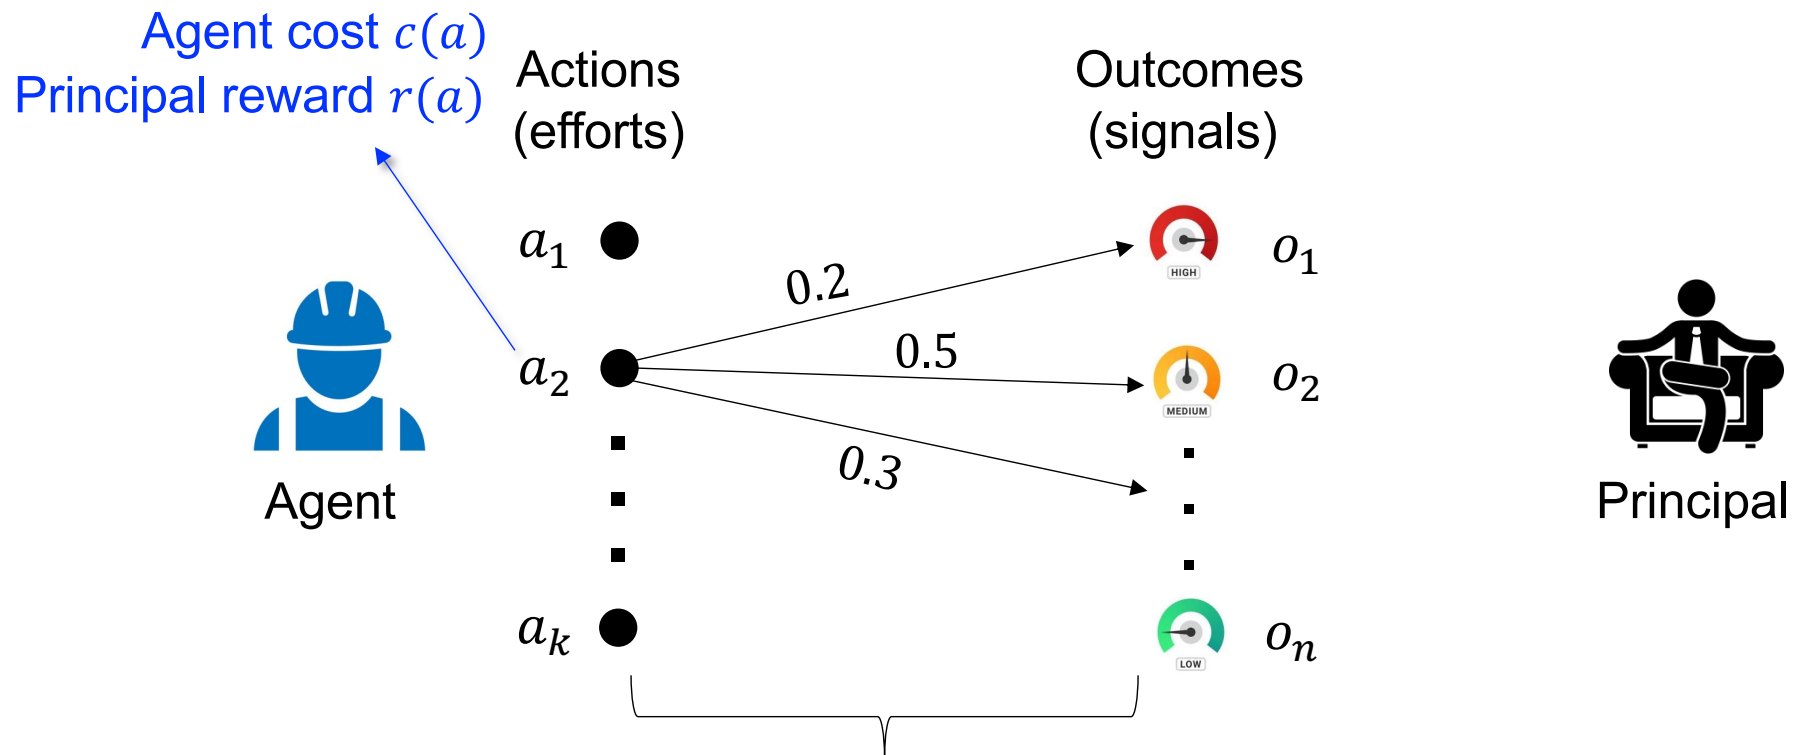 Agent cost c(a)
Principal reward r(a)
Actions
(efforts)
Outcomes
(signals)
a₁
0.2
HIGH
o₁
a₂
0.5
MEDIUM
o₂
0.3
Agent
Principal
aₖ
LOW
oₙ